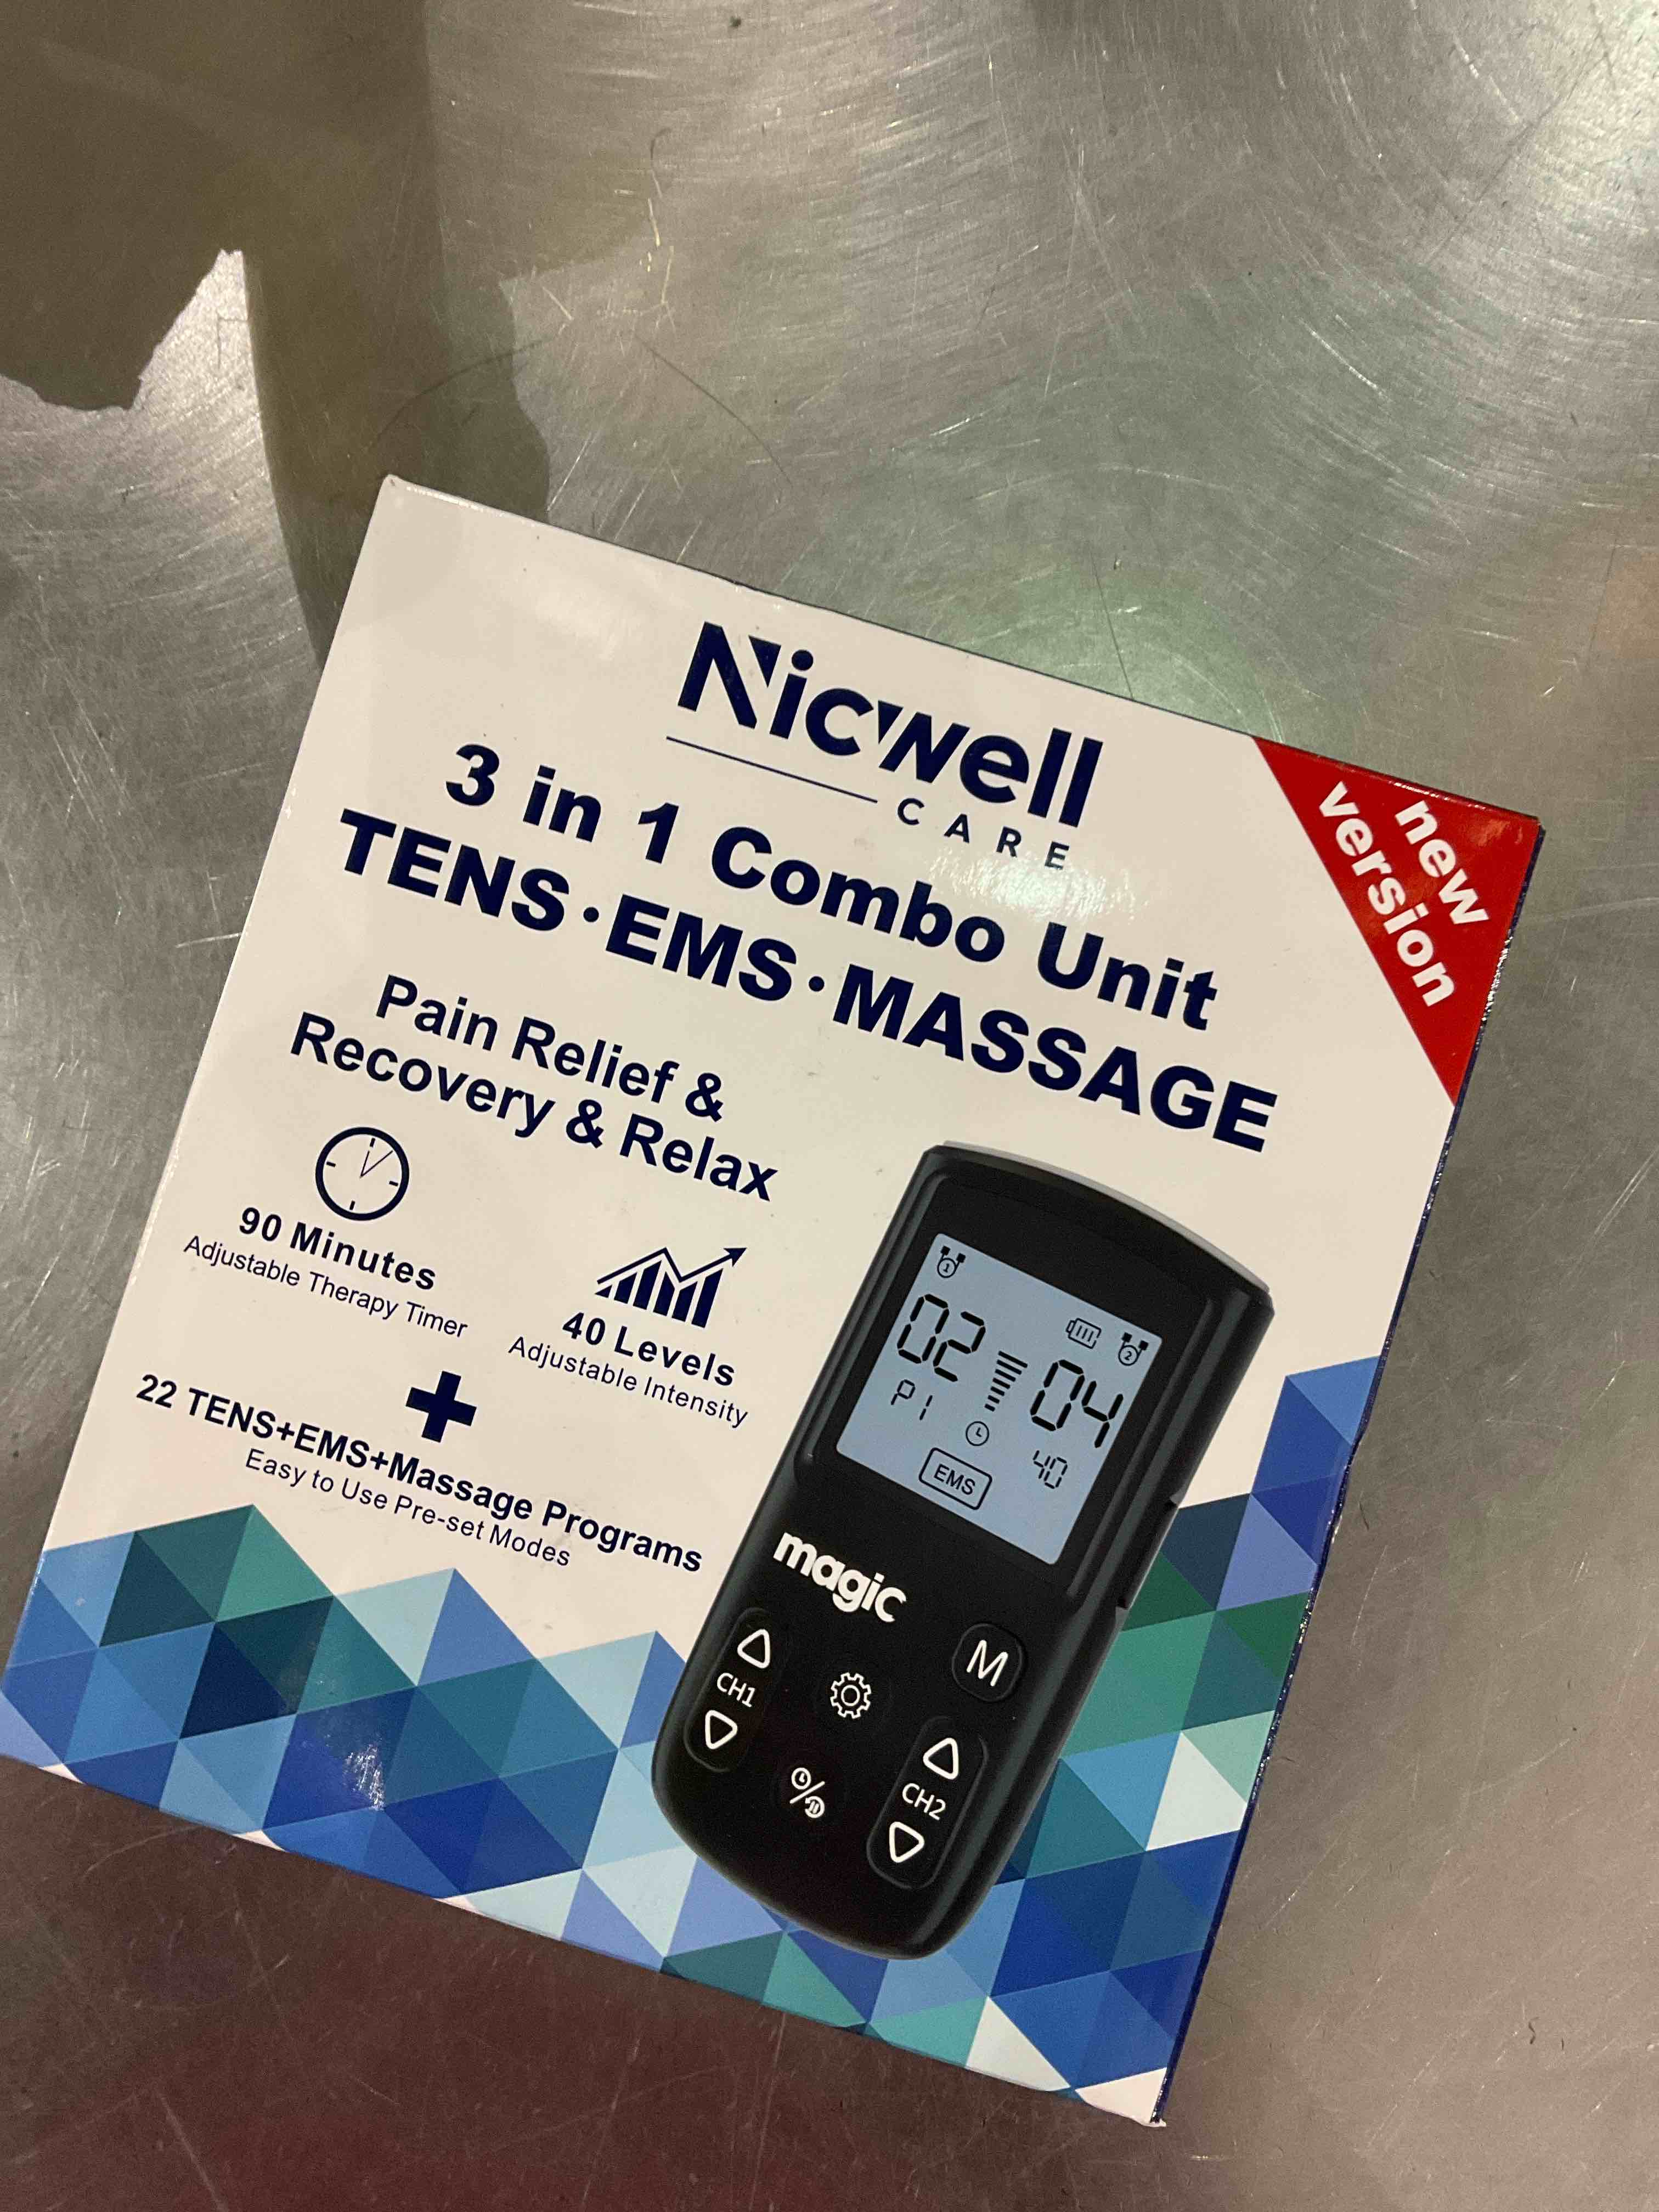 Nicwell
CARE
new
version
3 in 1 Combo Unit
TENS·EMS·MASSAGE
Pain Relief &
Recovery & Relax
90 Minutes
Adjustable Therapy Timer
40 Levels
Adjustable Intensity
22 TENS+EMS+Massage Programs
Easy to Use Pre-set Modes
1
2
02
04
P1
40
EMS
magic
M
CH1
CH2